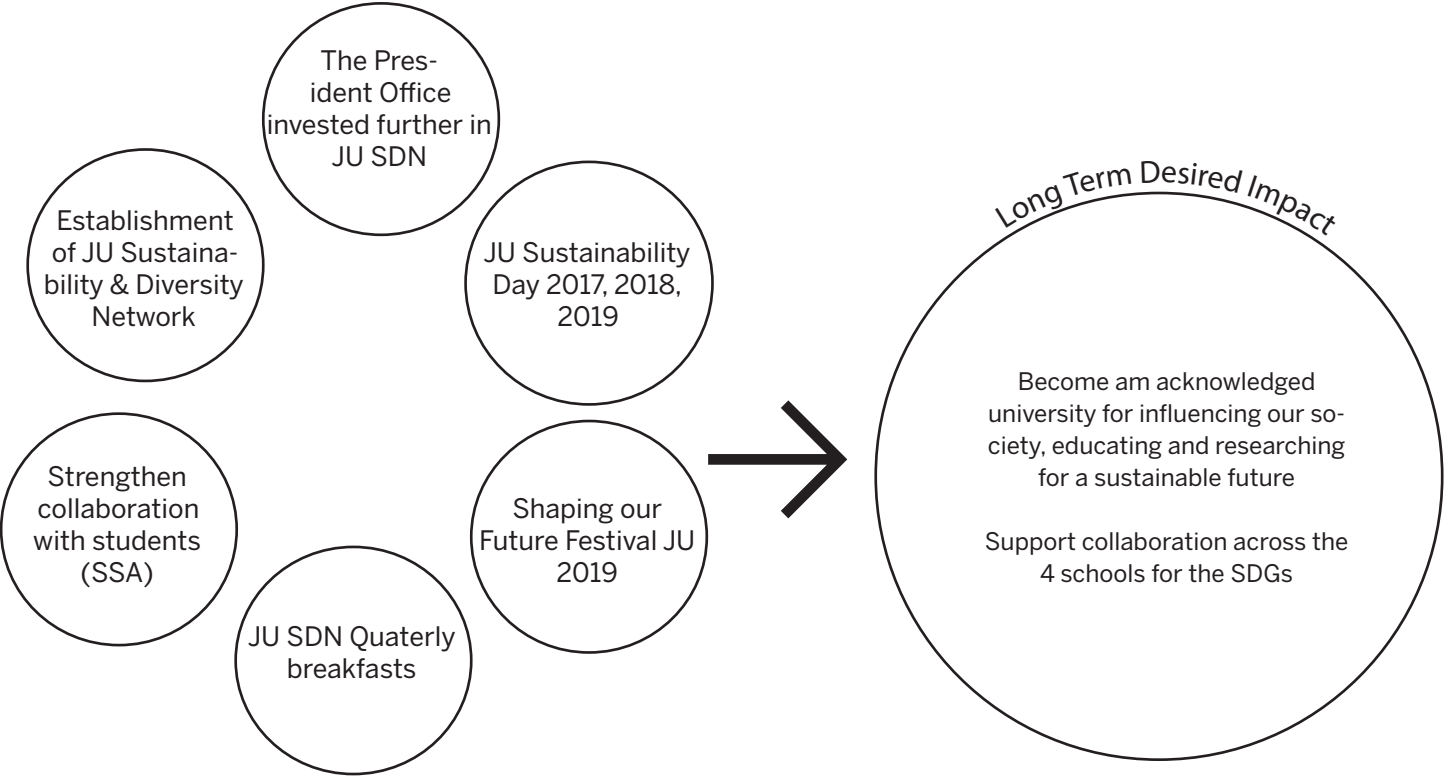 The Pres-
ident Office
invested further in
JU SDN
Establishment
of JU Sustaina-
bility & Diversity
Network
JU Sustainability
Day 2017, 2018,
2019
Strengthen
collaboration
with students
(SSA)
Shaping our
Future Festival JU
2019
JU SDN Quaterly
breakfasts
Long Term Desired Impact
Become am acknowledged
university for influencing our so-
ciety, educating and researching
for a sustainable future
Support collaboration across the
4 schools for the SDGs